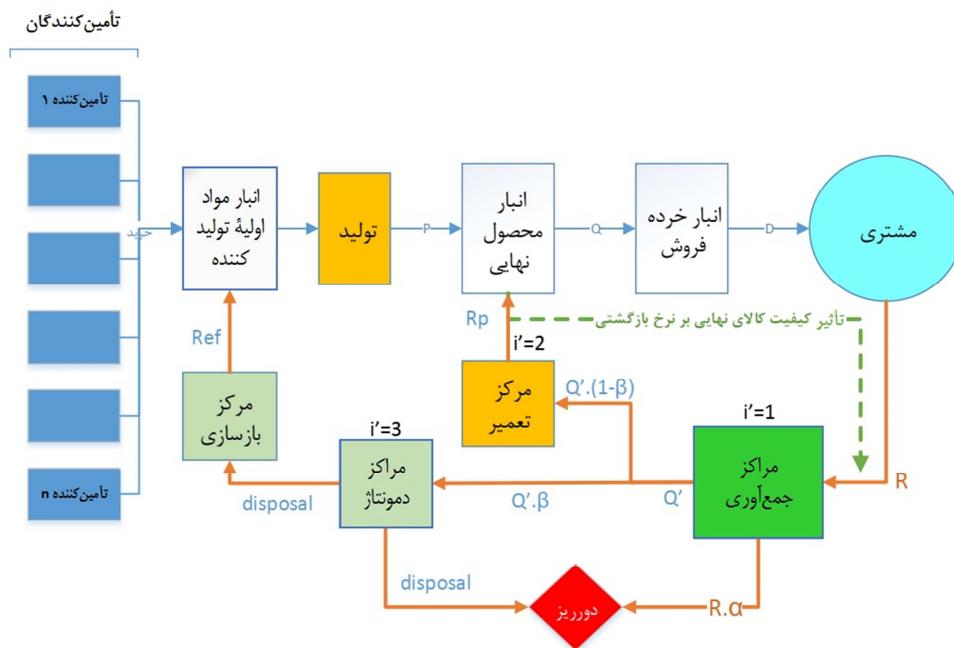 تأمین‌کنندگان
تأمین‌کننده ۱
تأمین‌کننده n
خرید
انبار مواد
اولیۀ تولید
کننده
تولید
P
انبار
محصول
نهایی
Q
انبار خرده
فروش
D
مشتری
Ref
Rp
تأثیر کیفیت کالای نهایی بر نرخ بازگشتی
i'=2
مرکز
تعمیر
Q'.(1-β)
i'=1
مراکز
جمع‌آوری
R
مرکز
بازسازی
i'=3
مراکز
دمونتاژ
disposal
Q'.β
Q'
disposal
دورریز
R.α